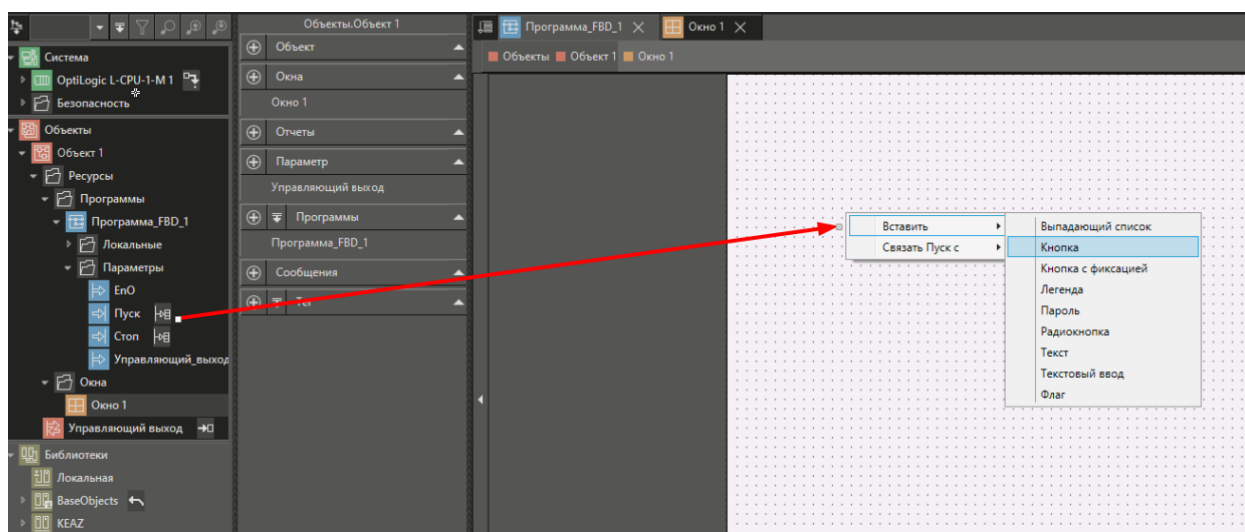 Система
OptiLogic L-CPU-1-M 1
Безопасность
Объекты
Объект 1
Ресурсы
Программы
Программа_FBD_1
Локальные
Параметры
EnO
Пуск
Стоп
Управляющий_выход
Окна
Окно 1
Управляющий выход
Библиотеки
Локальная
BaseObjects
KEAZ
Объекты.Объект 1
Объект
Окна
Окно 1
Отчеты
Параметр
Управляющий выход
Программы
Программа_FBD_1
Сообщения
Программа_FBD_1 Окно 1
Объекты Объект 1 Окно 1
Вставить
Связать Пуск с
Выпадающий список
Кнопка
Кнопка с фиксацией
Легенда
Пароль
Радиокнопка
Текст
Текстовый ввод
Флаг